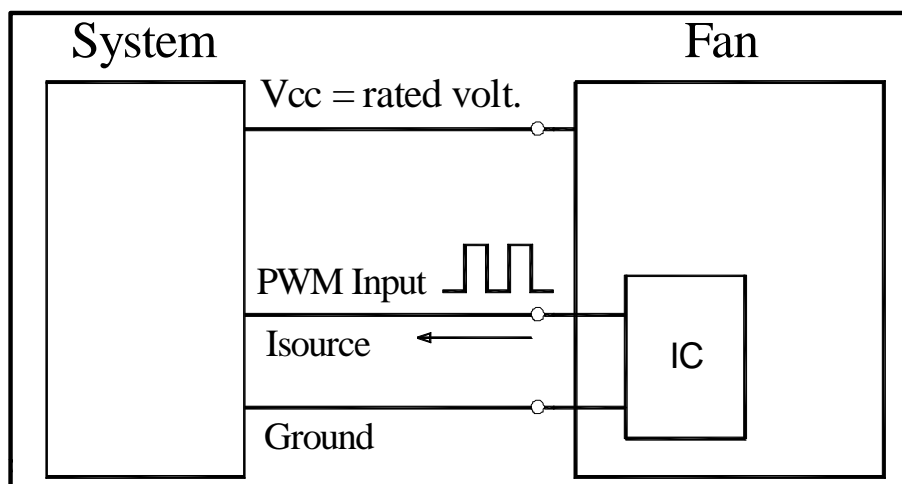 System
Fan
Vcc = rated volt.
PWM Input
Isource
IC
Ground